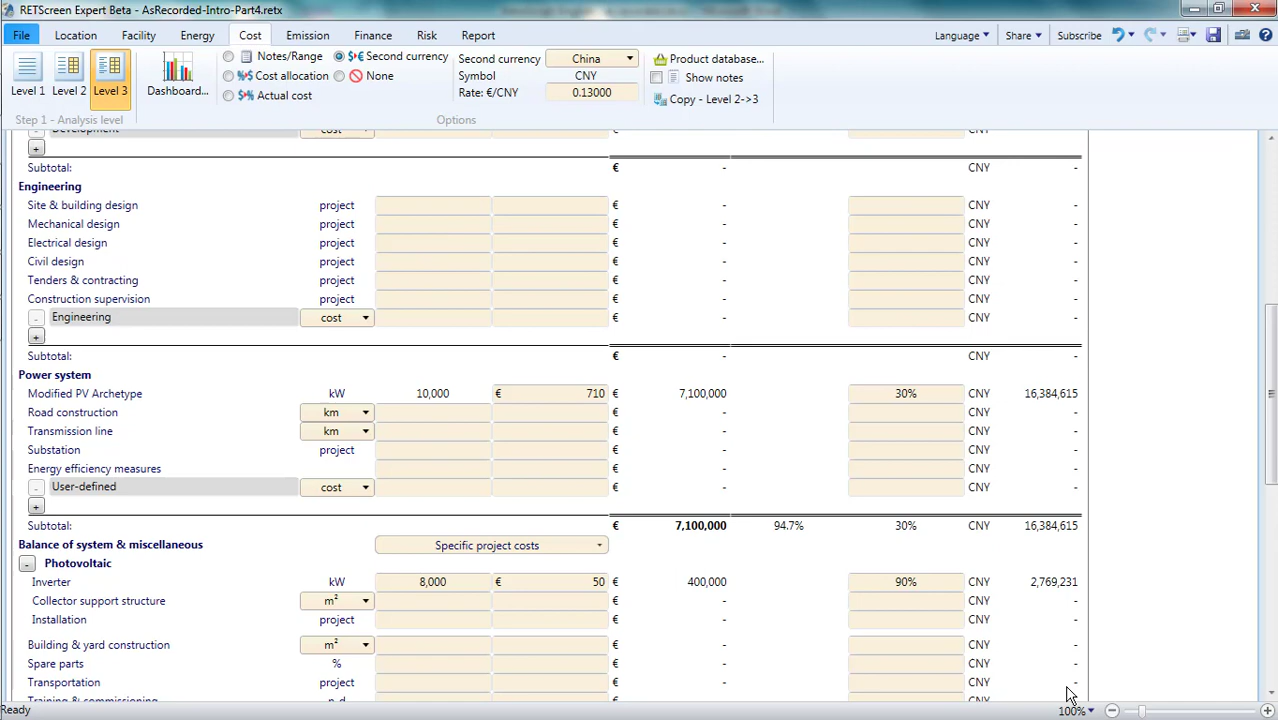 RETScreen Expert Beta - AsRecorded-Intro-Part4.retx
File Location Facility Energy Cost Emission Finance Risk Report Language Share Subscribe
Level 1 Level 2 Level 3 Dashboard...
Notes/Range $€ Second currency
Cost allocation None
Actual cost
Second currency China
Symbol CNY
Rate: €/CNY 0.13000
Product database...
Show notes
Copy - Level 2->3
Step 1 - Analysis level Options
- Development cost € - CNY -
+
Subtotal: € - CNY -
Engineering
Site & building design project € - CNY -
Mechanical design project € - CNY -
Electrical design project € - CNY -
Civil design project € - CNY -
Tenders & contracting project € - CNY -
Construction supervision project € - CNY -
- Engineering cost € - CNY -
+
Subtotal: € - CNY -
Power system
Modified PV Archetype kW 10,000 € 710 € 7,100,000 30% CNY 16,384,615
Road construction km € - CNY -
Transmission line km € - CNY -
Substation project € - CNY -
Energy efficiency measures € - CNY -
- User-defined cost € - CNY -
+
Subtotal: € 7,100,000 94.7% 30% CNY 16,384,615
Balance of system & miscellaneous Specific project costs
- Photovoltaic
Inverter kW 8,000 € 50 € 400,000 90% CNY 2,769,231
Collector support structure m² € - CNY -
Installation project € - CNY -
Building & yard construction m² € - CNY -
Spare parts % € - CNY -
Transportation project € - CNY -
Training & commissioning p-d € - CNY -
Ready 100%